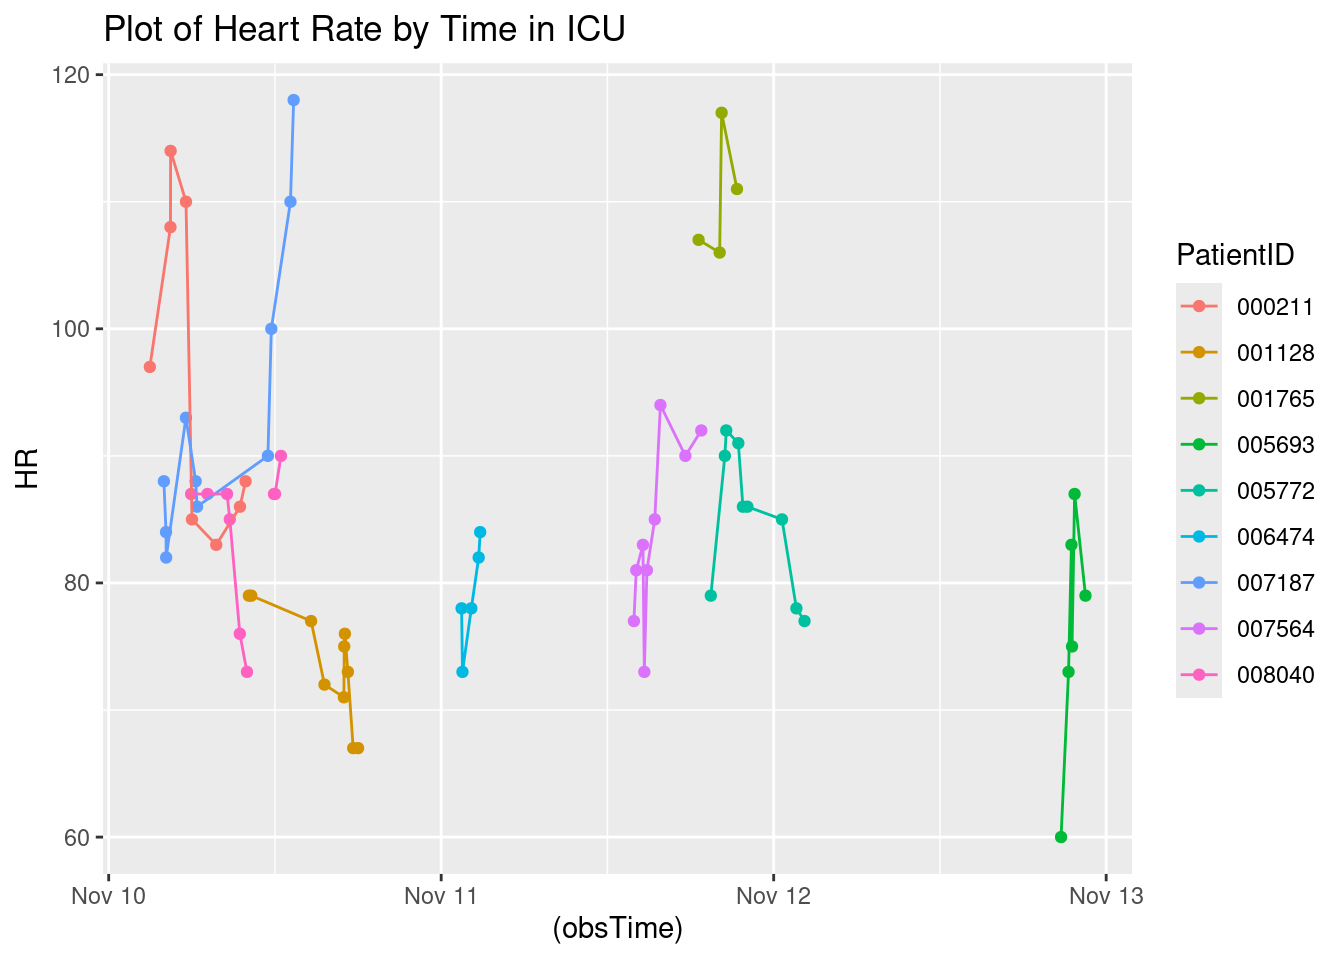 Plot of Heart Rate by Time in ICU
120
100
80
60
HR
Nov 10
Nov 11
Nov 12
Nov 13
(obsTime)
PatientID
000211
001128
001765
005693
005772
006474
007187
007564
008040